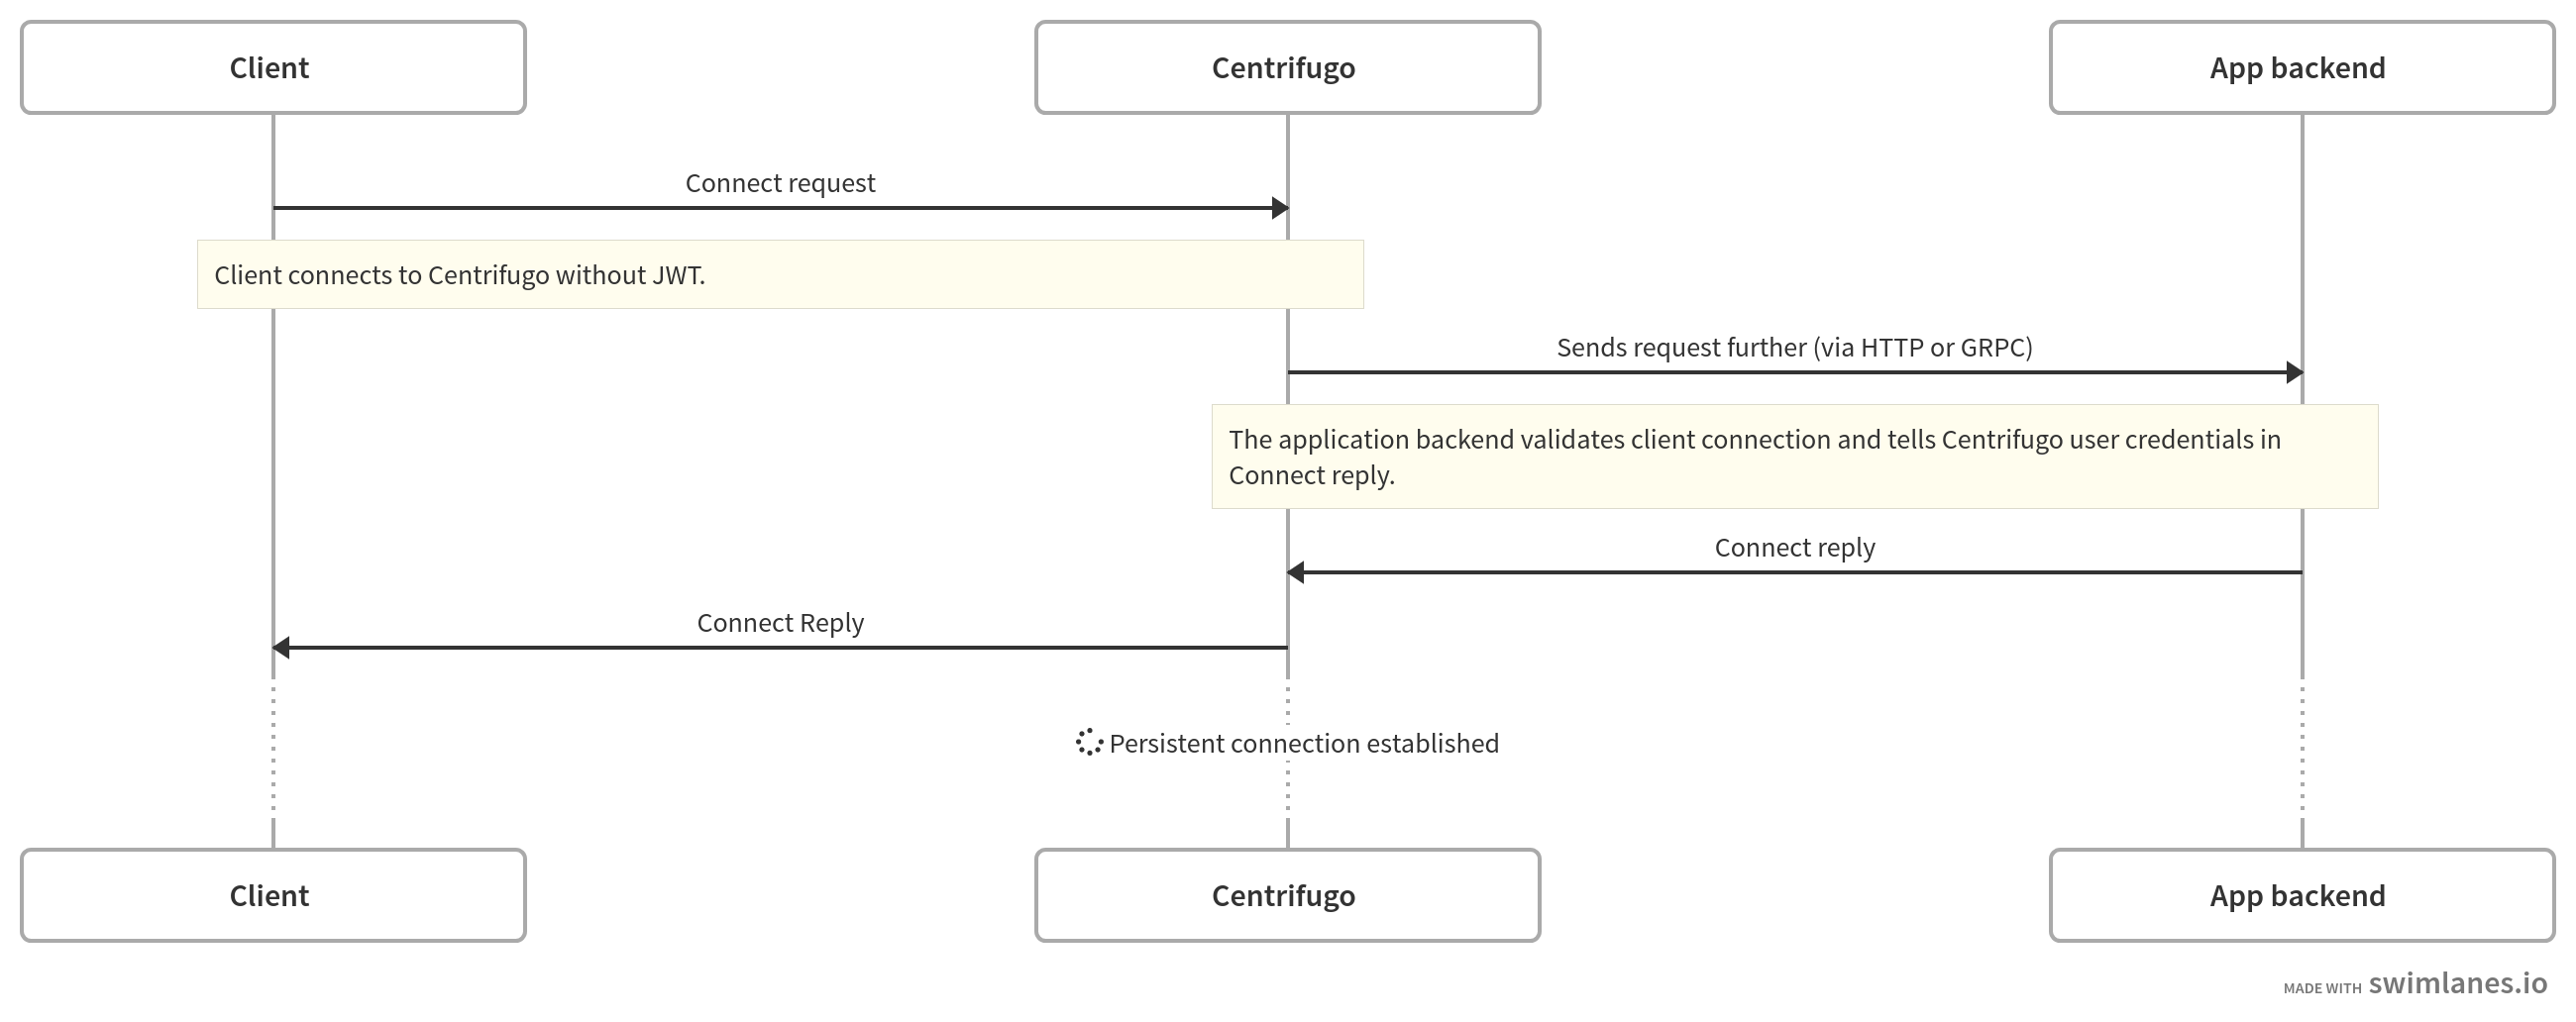 Client
Centrifugo
App backend
Connect request
Client connects to Centrifugo without JWT.
Sends request further (via HTTP or GRPC)
The application backend validates client connection and tells Centrifugo user credentials in
Connect reply.
Connect reply
Connect Reply
Persistent connection established
Client
Centrifugo
App backend
MADE WITH swimlanes.io